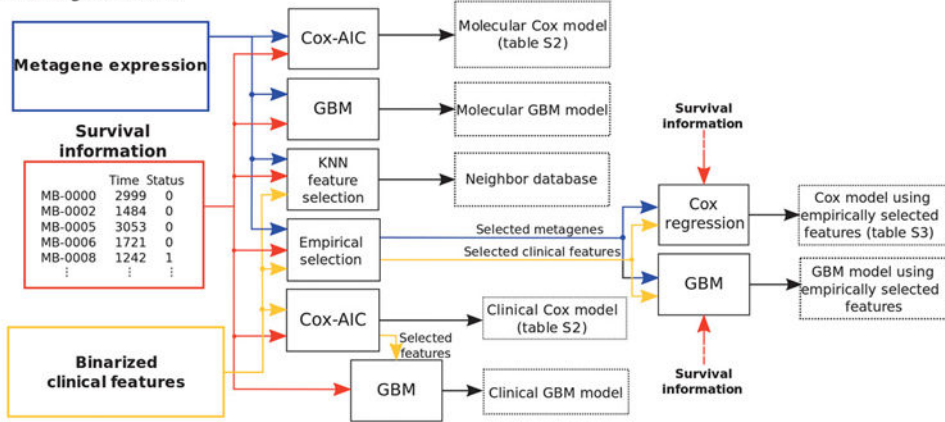 Metagene expression
Survival
information
Time Status
MB-0000 2999 0
MB-0002 1484 0
MB-0005 3053 0
MB-0006 1721 0
MB-0008 1242 1
⋮ ⋮ ⋮
Binarized
clinical features
Cox-AIC
GBM
KNN
feature
selection
Empirical
selection
Cox-AIC
Selected
features
GBM
Molecular Cox model
(table S2)
Molecular GBM model
Neighbor database
Selected metagenes
Selected clinical features
Clinical Cox model
(table S2)
Clinical GBM model
Survival
information
Cox
regression
GBM
Survival
information
Cox model using
empirically selected
features (table S3)
GBM model using
empirically selected
features